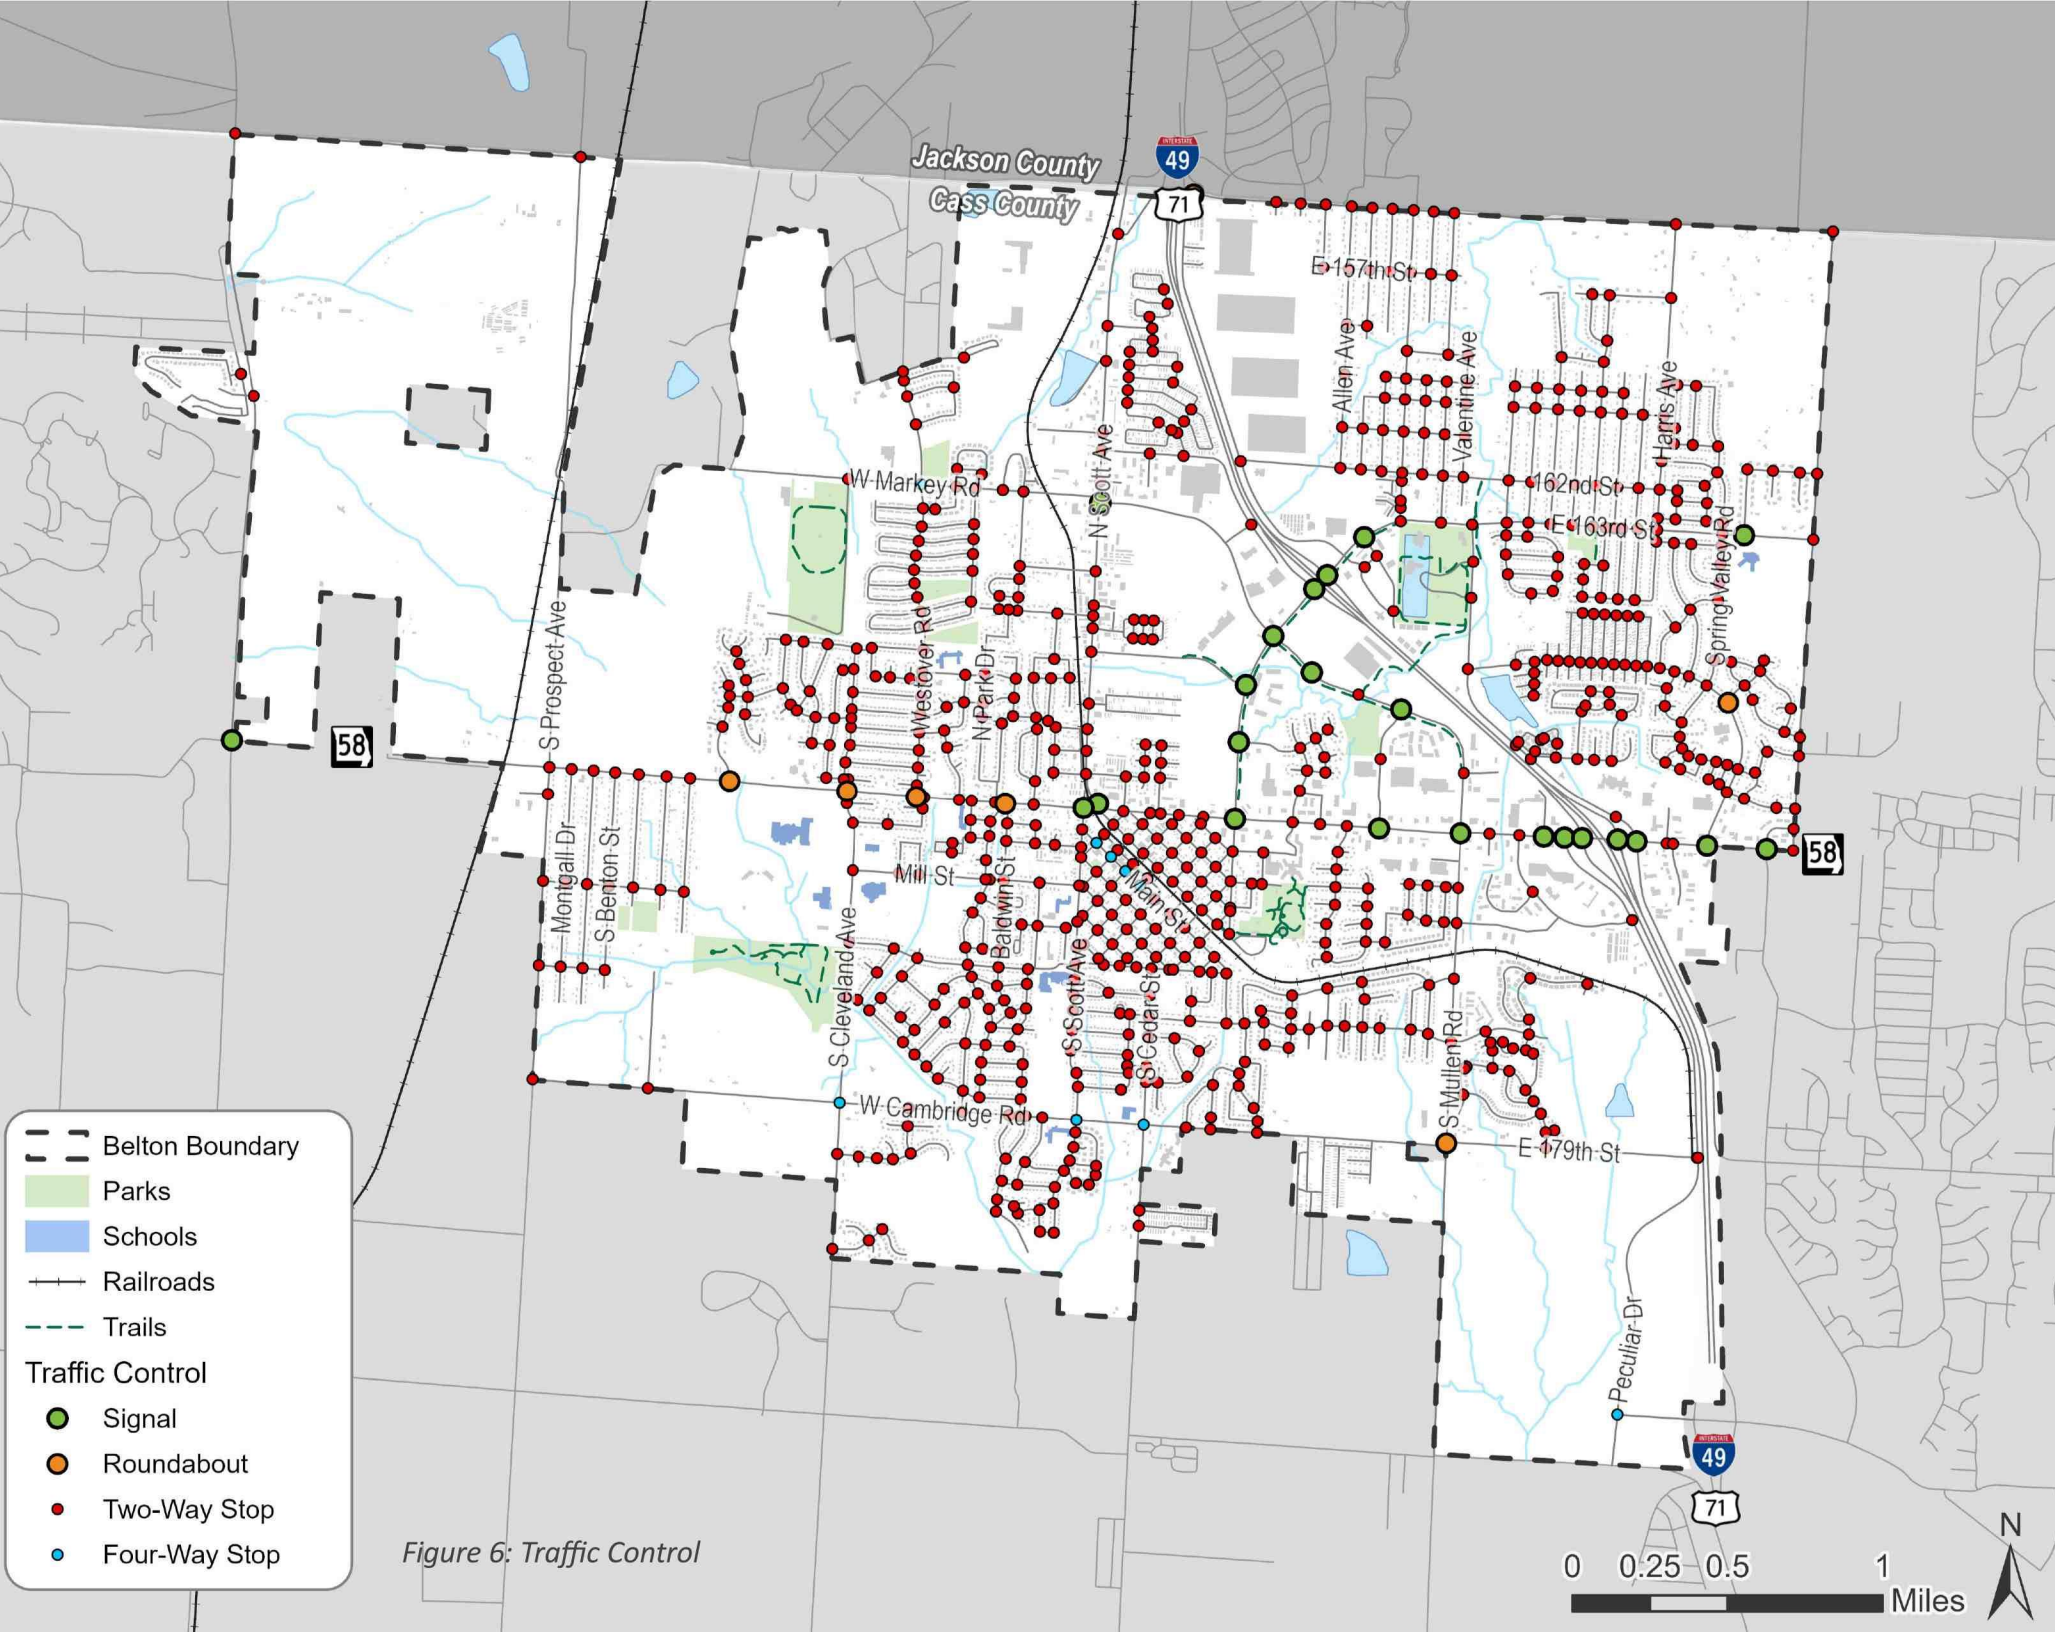 Jackson County
Cass County
INTERSTATE
49
71
E 157th St
Allen Ave
Valentine Ave
Harris Ave
N Scott Ave
W Markey Rd
162nd St
E 163rd St
Spring Valley Rd
S Prospect Ave
Westover Rd
N Park Dr
58
Montgall Dr
S Benton St
Mill St
Baldwin St
Main St
58
S Cleveland Ave
S Scott Ave
S Cedar St
S Mullen Rd
W Cambridge Rd
E 179th St
Peculiar Dr
INTERSTATE
49
71
Belton Boundary
Parks
Schools
Railroads
Trails
Traffic Control
Signal
Roundabout
Two-Way Stop
Four-Way Stop
Figure 6: Traffic Control
N
0 0.25 0.5 1
Miles